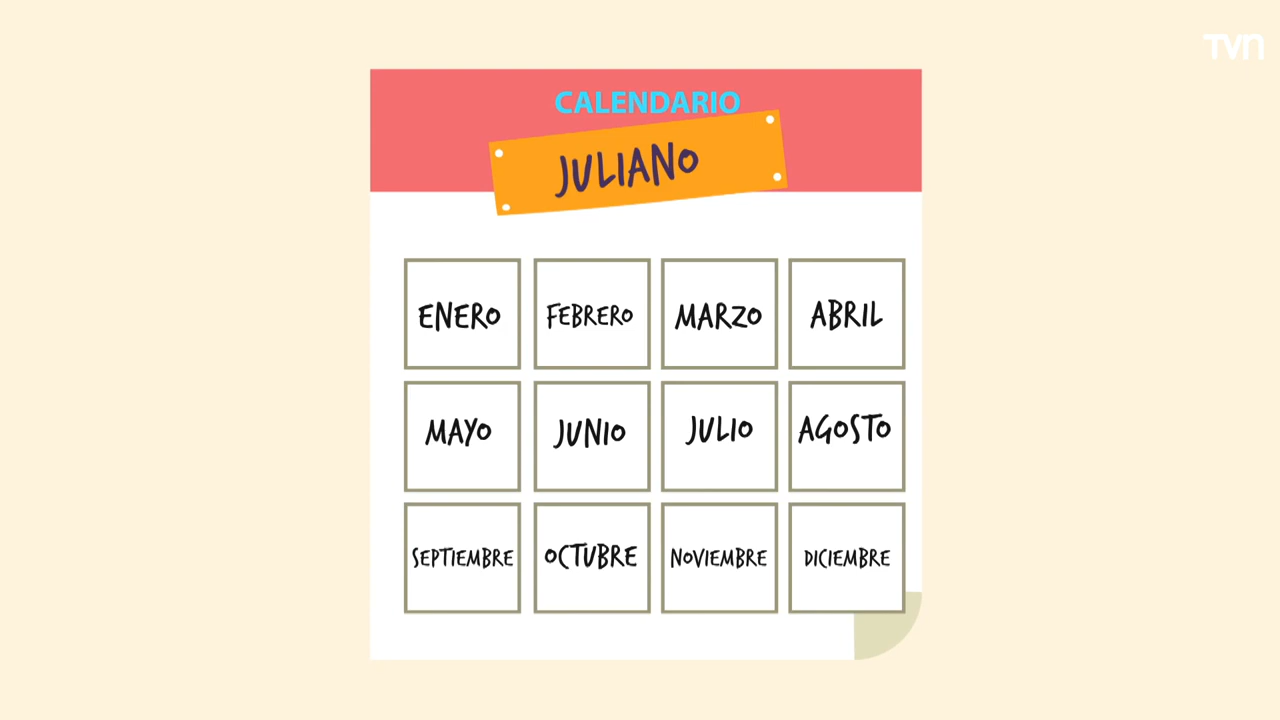 TVN
CALENDARIO
JULIANO
ENERO FEBRERO MARZO ABRIL
MAYO JUNIO JULIO AGOSTO
SEPTIEMBRE OCTUBRE NOVIEMBRE DICIEMBRE